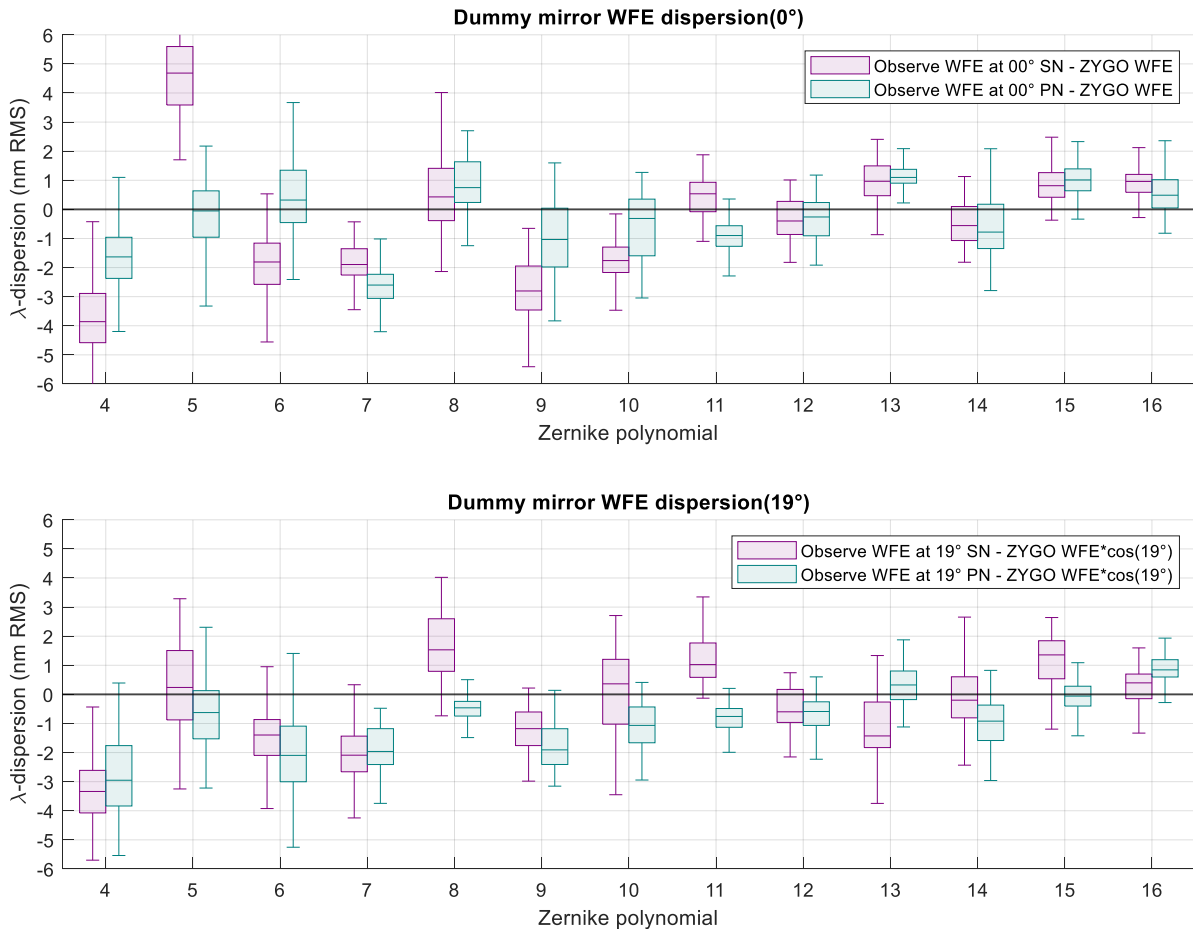 Dummy mirror WFE dispersion(0°)
λ-dispersion (nm RMS)
6
5
4
3
2
1
0
-1
-2
-3
-4
-5
-6
Observe WFE at 00° SN - ZYGO WFE
Observe WFE at 00° PN - ZYGO WFE
4 5 6 7 8 9 10 11 12 13 14 15 16
Zernike polynomial
Dummy mirror WFE dispersion(19°)
λ-dispersion (nm RMS)
6
5
4
3
2
1
0
-1
-2
-3
-4
-5
-6
Observe WFE at 19° SN - ZYGO WFE*cos(19°)
Observe WFE at 19° PN - ZYGO WFE*cos(19°)
4 5 6 7 8 9 10 11 12 13 14 15 16
Zernike polynomial